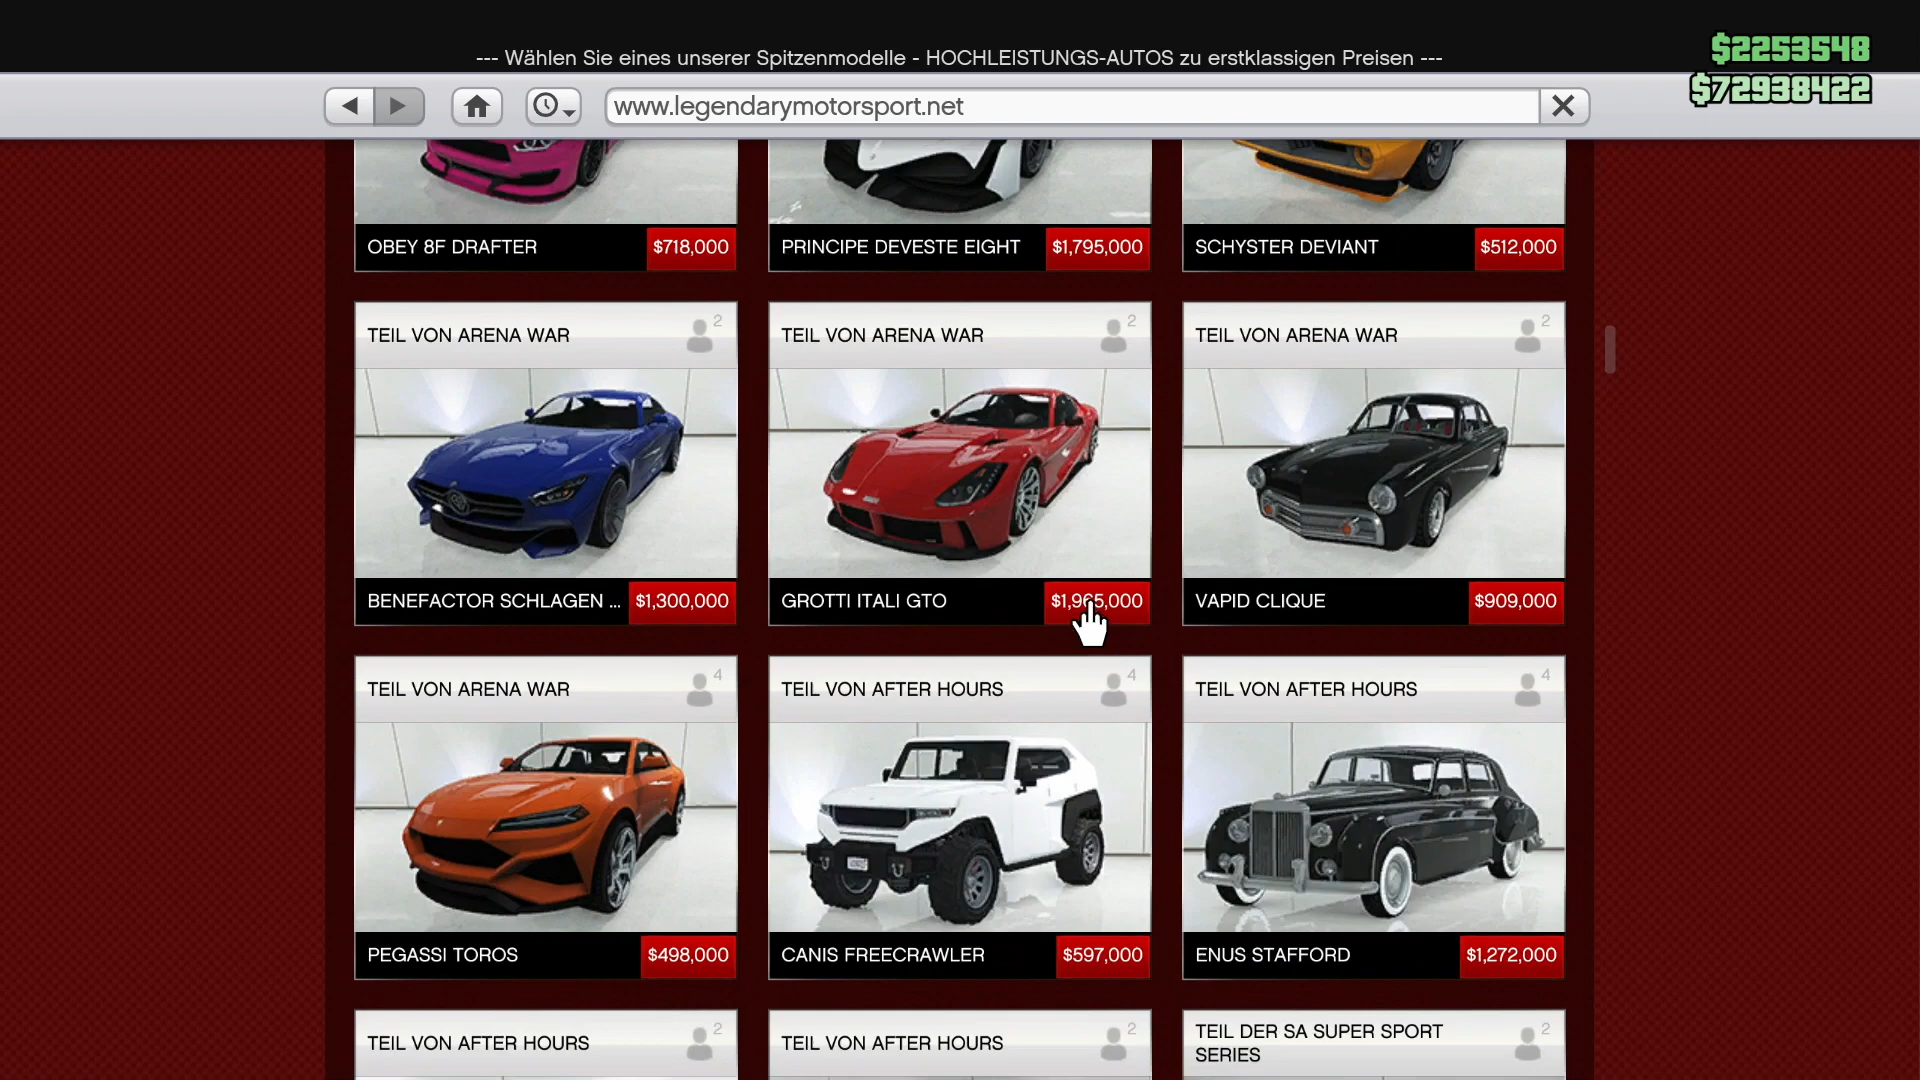 --- Wählen Sie eines unserer Spitzenmodelle - HOCHLEISTUNGS-AUTOS zu erstklassigen Preisen ---
$2253548
$72938422
www.legendarymotorsport.net
OBEY 8F DRAFTER $718,000
PRINCIPE DEVESTE EIGHT $1,795,000
SCHYSTER DEVIANT $512,000
TEIL VON ARENA WAR 2
TEIL VON ARENA WAR 2
TEIL VON ARENA WAR 2
BENEFACTOR SCHLAGEN ... $1,300,000
GROTTI ITALI GTO $1,965,000
VAPID CLIQUE $909,000
TEIL VON ARENA WAR 4
TEIL VON AFTER HOURS 4
TEIL VON AFTER HOURS 4
PEGASSI TOROS $498,000
CANIS FREECRAWLER $597,000
ENUS STAFFORD $1,272,000
TEIL VON AFTER HOURS 2
TEIL VON AFTER HOURS 2
TEIL DER SA SUPER SPORT 2
SERIES